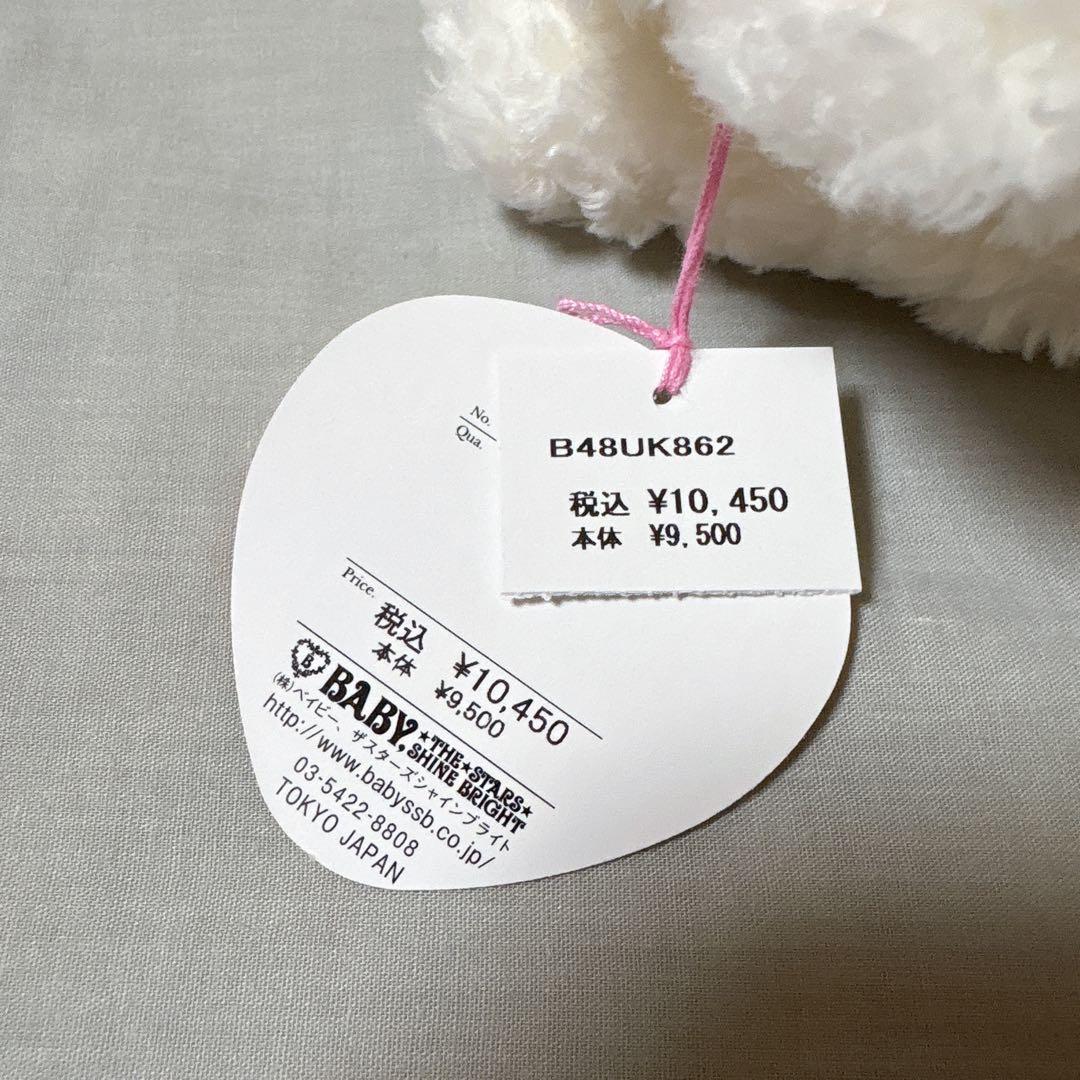 B48UK862
税込 ¥10,450
本体 ¥9,500
No.
Qua.
Price.
税込 ¥10,450
本体 ¥9,500
B
BABY, ★THE★STARS★
SHINE BRIGHT
(株)ベイビー、ザスターズシャインブライト
http://www.babyssb.co.jp/
03-5422-8808
TOKYO JAPAN